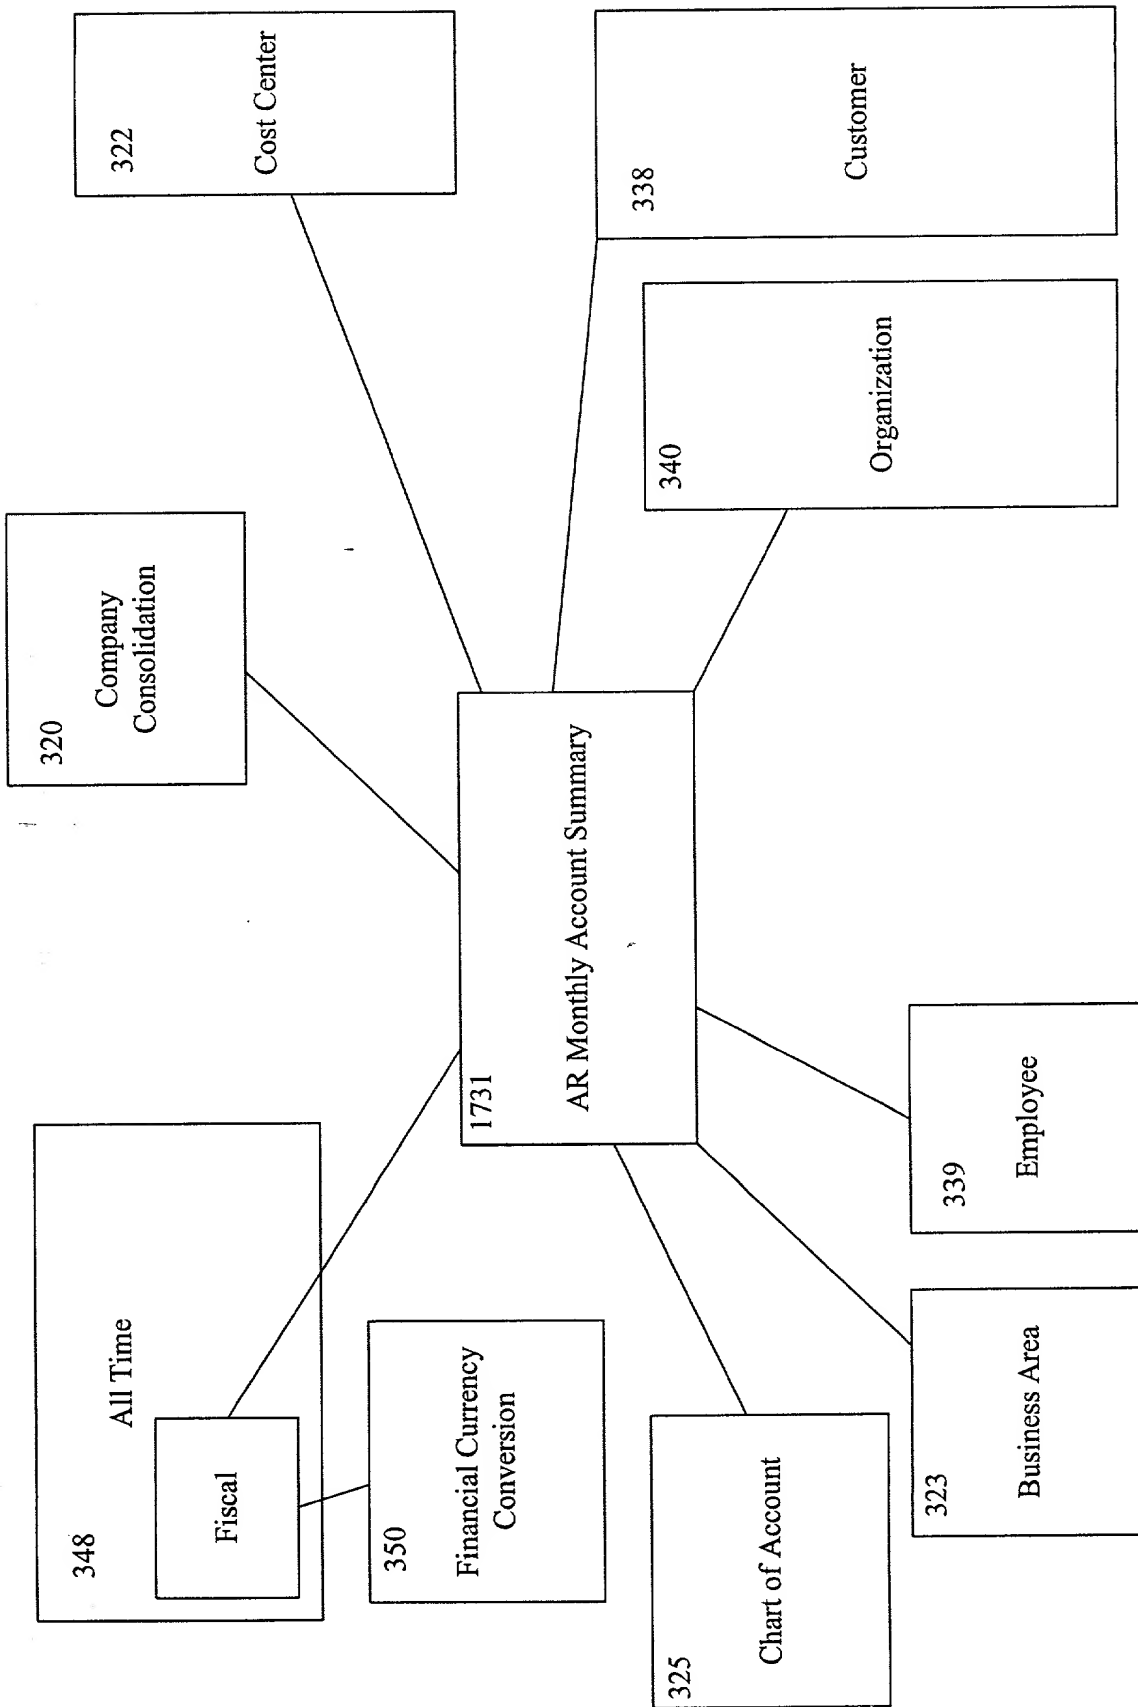 348
All Time
Fiscal
350
Financial Currency
Conversion
320
Company
Consolidation
322
Cost Center
1731
AR Monthly Account Summary
325
Chart of Account
323
Business Area
339
Employee
340
Organization
338
Customer